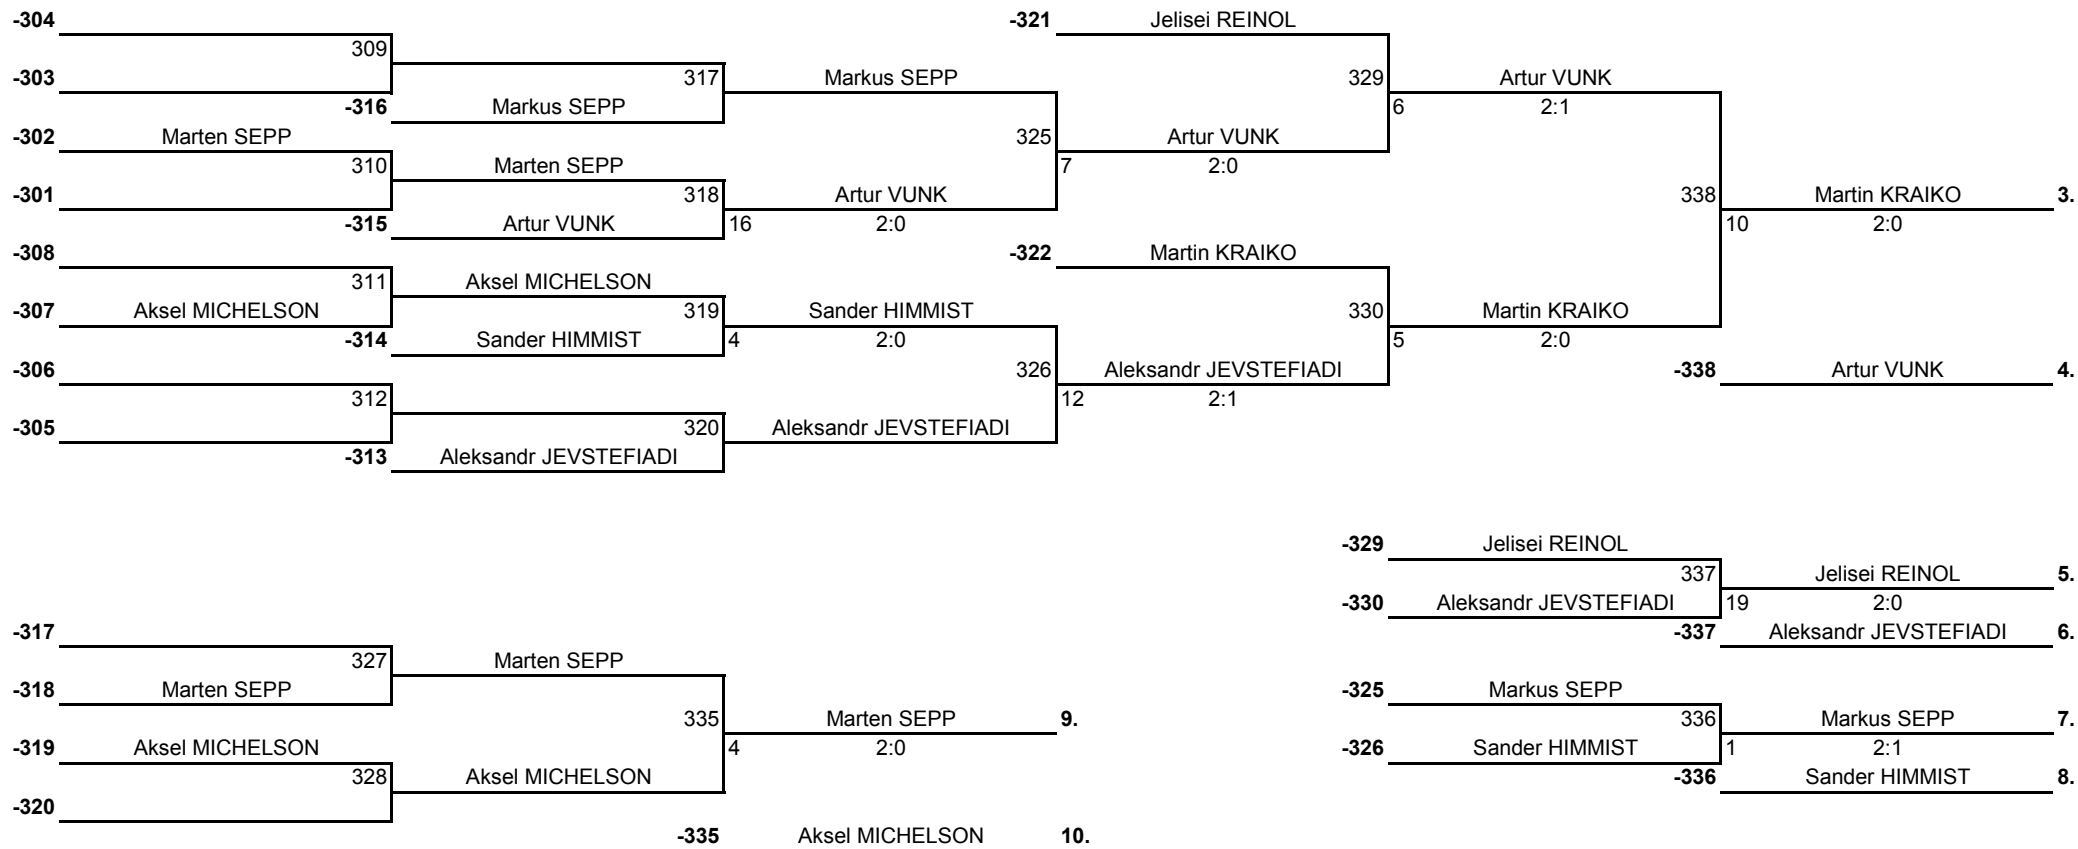 -304 -321 Jelisei REINOL
309
-303 317 Markus SEPP 329 Artur VUNK
-316 Markus SEPP 6 2:1
-302 Marten SEPP 325 Artur VUNK
310 Marten SEPP 7 2:0
-301 318 Artur VUNK 338 Martin KRAIKO 3.
-315 Artur VUNK 16 2:0 10 2:0
-308 -322 Martin KRAIKO
311 Aksel MICHELSON
-307 Aksel MICHELSON 319 Sander HIMMIST 330 Martin KRAIKO
-314 Sander HIMMIST 4 2:0 5 2:0
-306 326 Aleksandr JEVSTEFIADI -338 Artur VUNK 4.
312 12 2:1
-305 320 Aleksandr JEVSTEFIADI
-313 Aleksandr JEVSTEFIADI
-329 Jelisei REINOL
337 Jelisei REINOL 5.
-330 Aleksandr JEVSTEFIADI 19 2:0
-317 -337 Aleksandr JEVSTEFIADI 6.
327 Marten SEPP
-318 Marten SEPP -325 Markus SEPP
335 Marten SEPP 9. 336 Markus SEPP 7.
-319 Aksel MICHELSON 4 2:0 -326 Sander HIMMIST 1 2:1
328 Aksel MICHELSON -336 Sander HIMMIST 8.
-320
-335 Aksel MICHELSON 10.